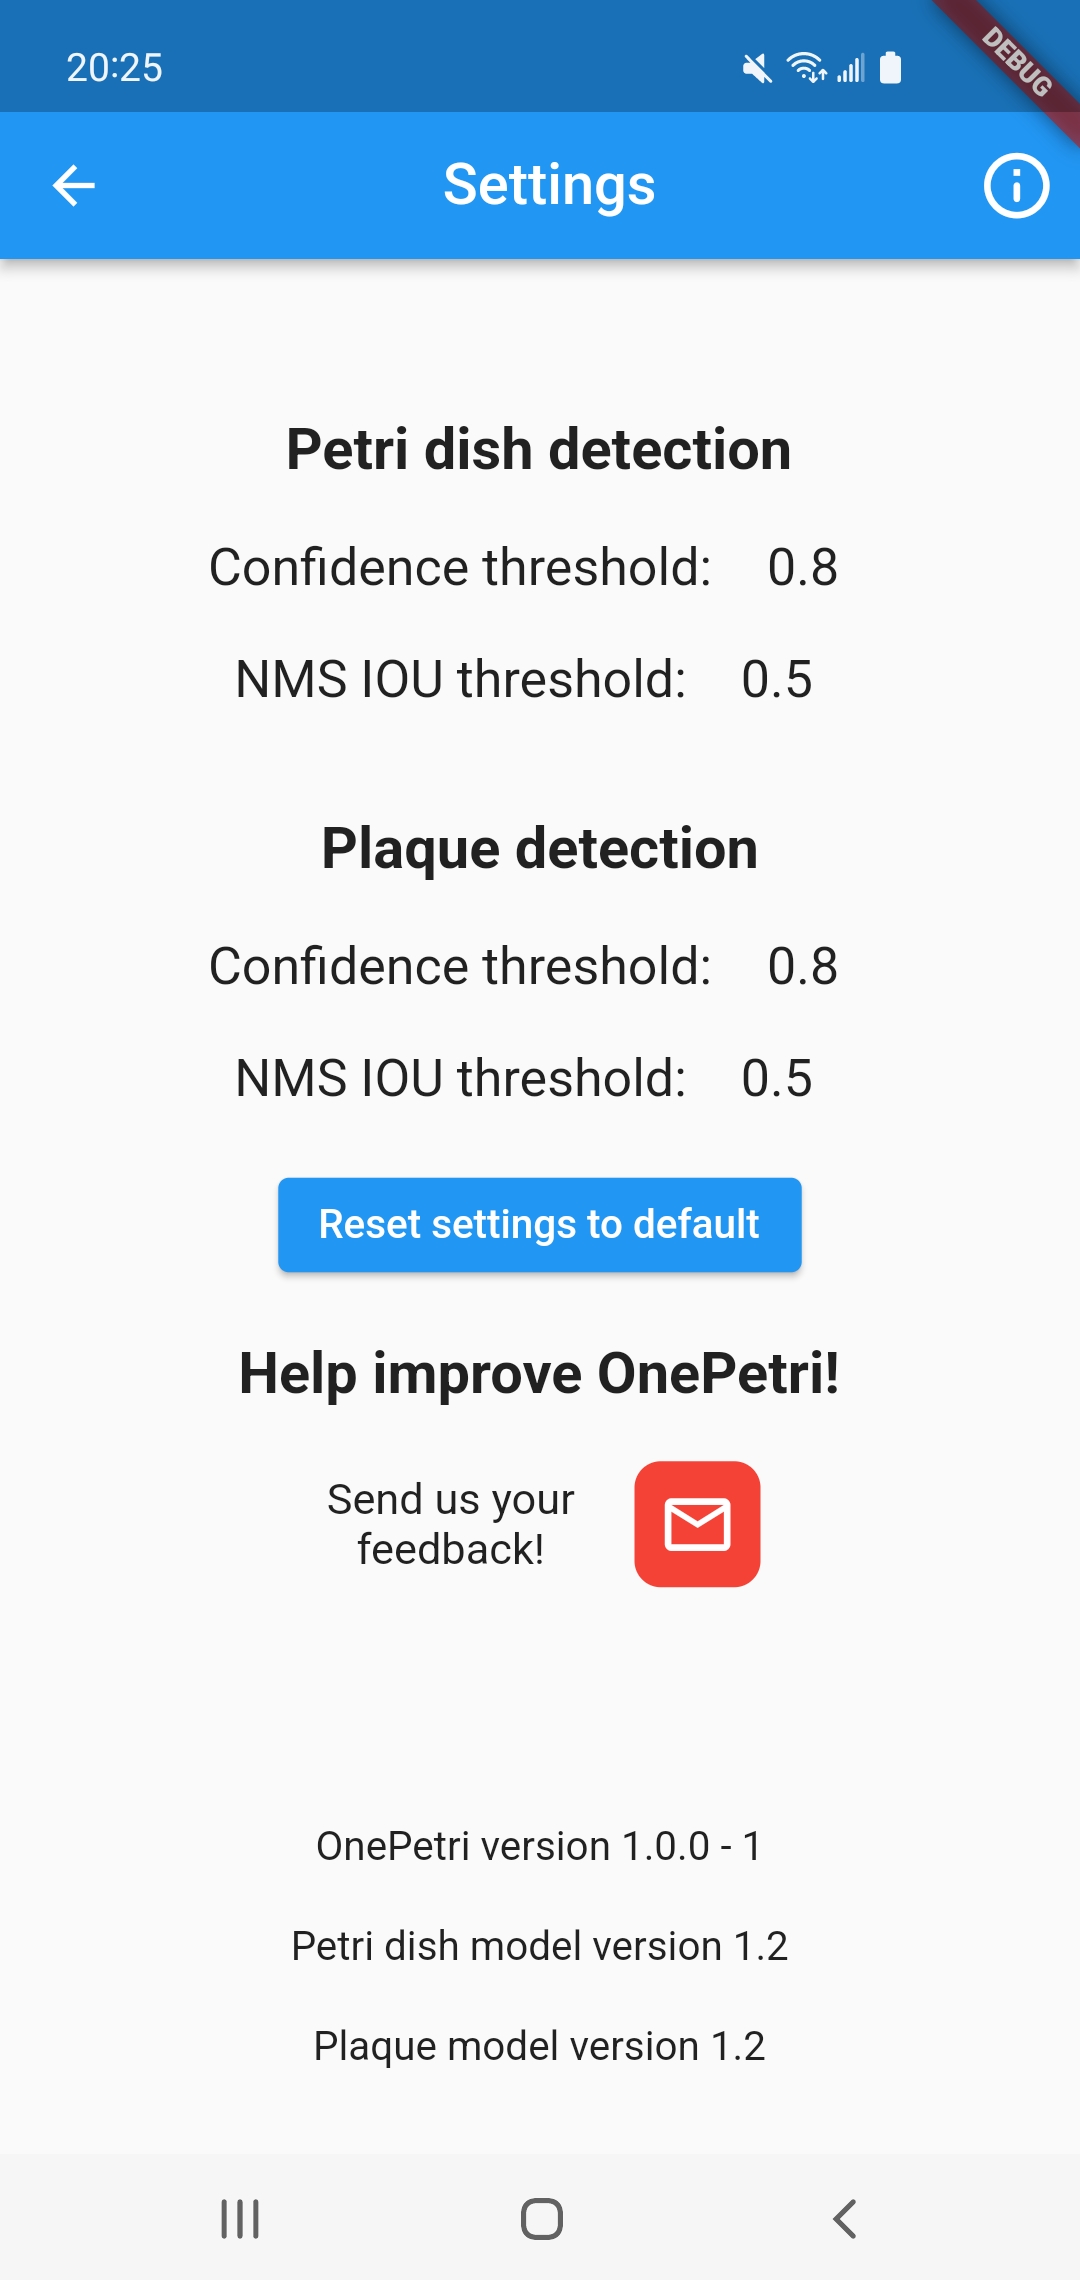 20:25
DEBUG
Settings
Petri dish detection
Confidence threshold: 0.8
NMS IOU threshold: 0.5
Plaque detection
Confidence threshold: 0.8
NMS IOU threshold: 0.5
Reset settings to default
Help improve OnePetri!
Send us your
feedback!
OnePetri version 1.0.0 - 1
Petri dish model version 1.2
Plaque model version 1.2